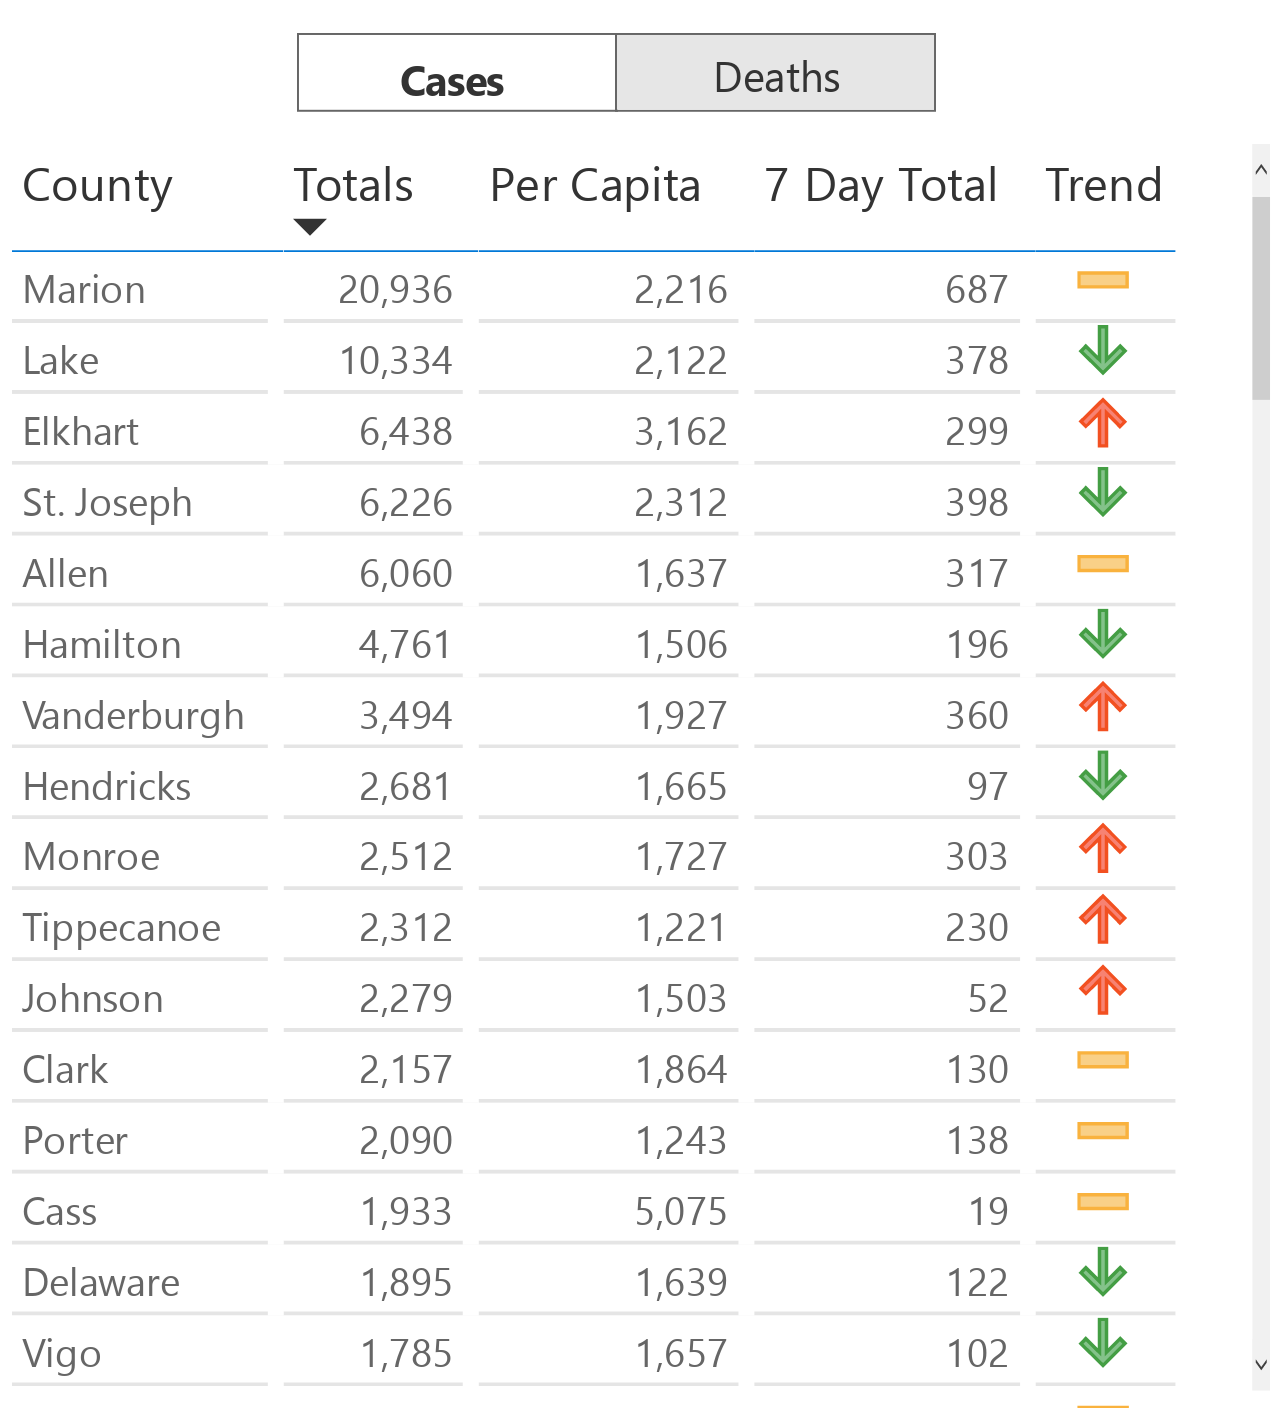 Cases Deaths
County Totals Per Capita 7 Day Total Trend
Marion 20,936 2,216 687
Lake 10,334 2,122 378
Elkhart 6,438 3,162 299
St. Joseph 6,226 2,312 398
Allen 6,060 1,637 317
Hamilton 4,761 1,506 196
Vanderburgh 3,494 1,927 360
Hendricks 2,681 1,665 97
Monroe 2,512 1,727 303
Tippecanoe 2,312 1,221 230
Johnson 2,279 1,503 52
Clark 2,157 1,864 130
Porter 2,090 1,243 138
Cass 1,933 5,075 19
Delaware 1,895 1,639 122
Vigo 1,785 1,657 102